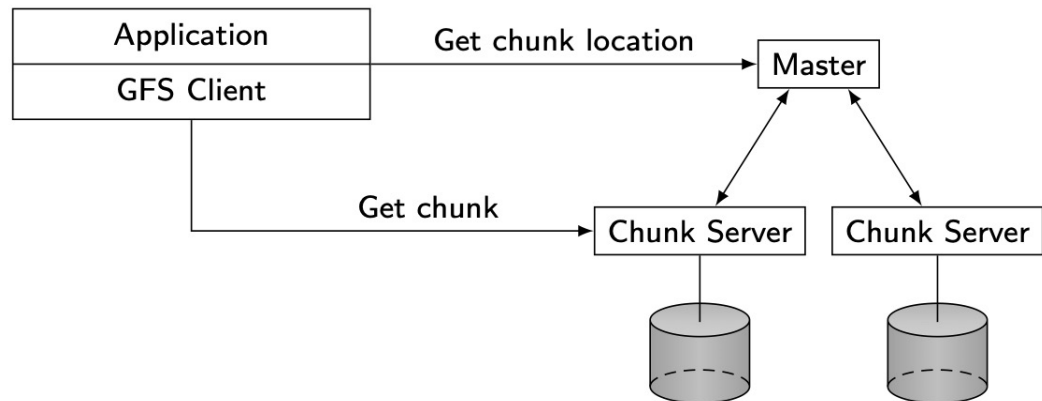 Application
Get chunk location
Master
GFS Client
Get chunk
Chunk Server
Chunk Server